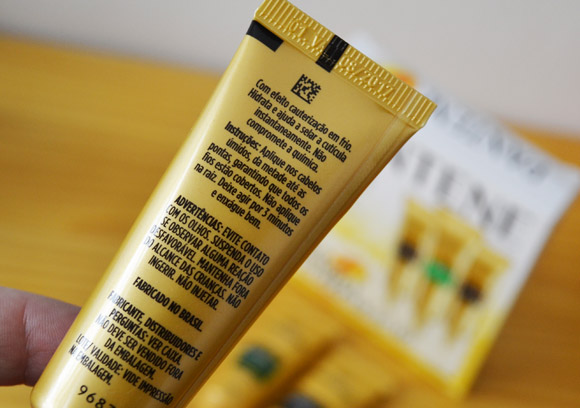 Com efeito cauterização em frio.
Hidrata e ajuda a selar a cutícula
instantaneamente. Não
compromete a química.
Instruções: Aplique nos cabelos
úmidos, da metade até as
pontas, garantindo que todos os
fios estão cobertos. Não aplique
na raiz. Deixe agir por 3 minutos
e enxágue bem.
ADVERTÊNCIAS: EVITE CONTATO
COM OS OLHOS. SUSPENDA O USO
SE OBSERVAR ALGUMA REAÇÃO
DESFAVORÁVEL. MANTENHA FORA
DO ALCANCE DAS CRIANÇAS. NÃO
INGERIR. NÃO INJETAR.
FABRICADO NO BRASIL.
FABRICANTE, DISTRIBUIDORES E
PERGUNTAS: VER CAIXA.
NÃO DEVE SER VENDIDO FORA
DA EMBALAGEM.
LOTE/ VALIDADE: VIDE IMPRESSÃO
NA EMBALAGEM.
968